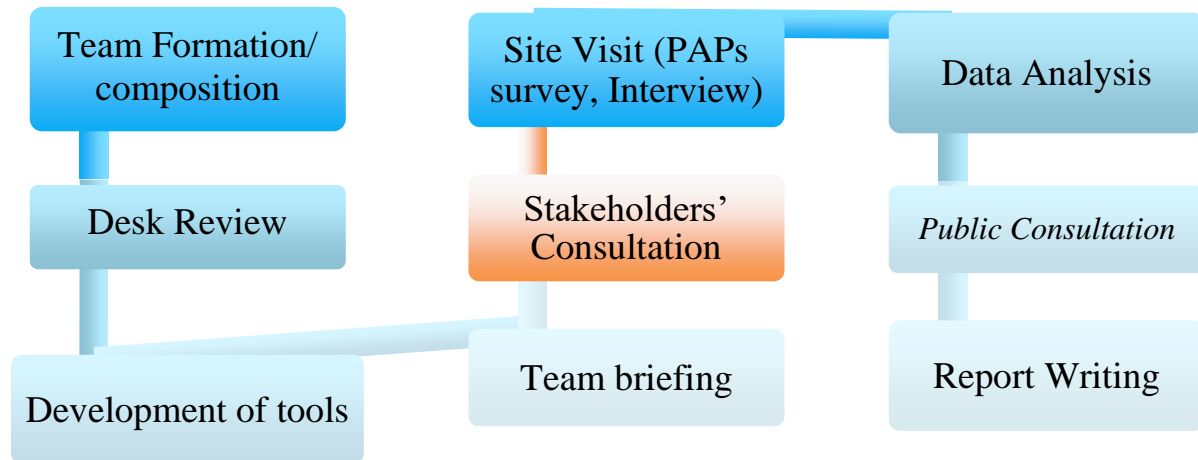 Team Formation/
composition
Desk Review
Development of tools
Team briefing
Stakeholders’
Consultation
Site Visit (PAPs
survey, Interview)
Data Analysis
Public Consultation
Report Writing